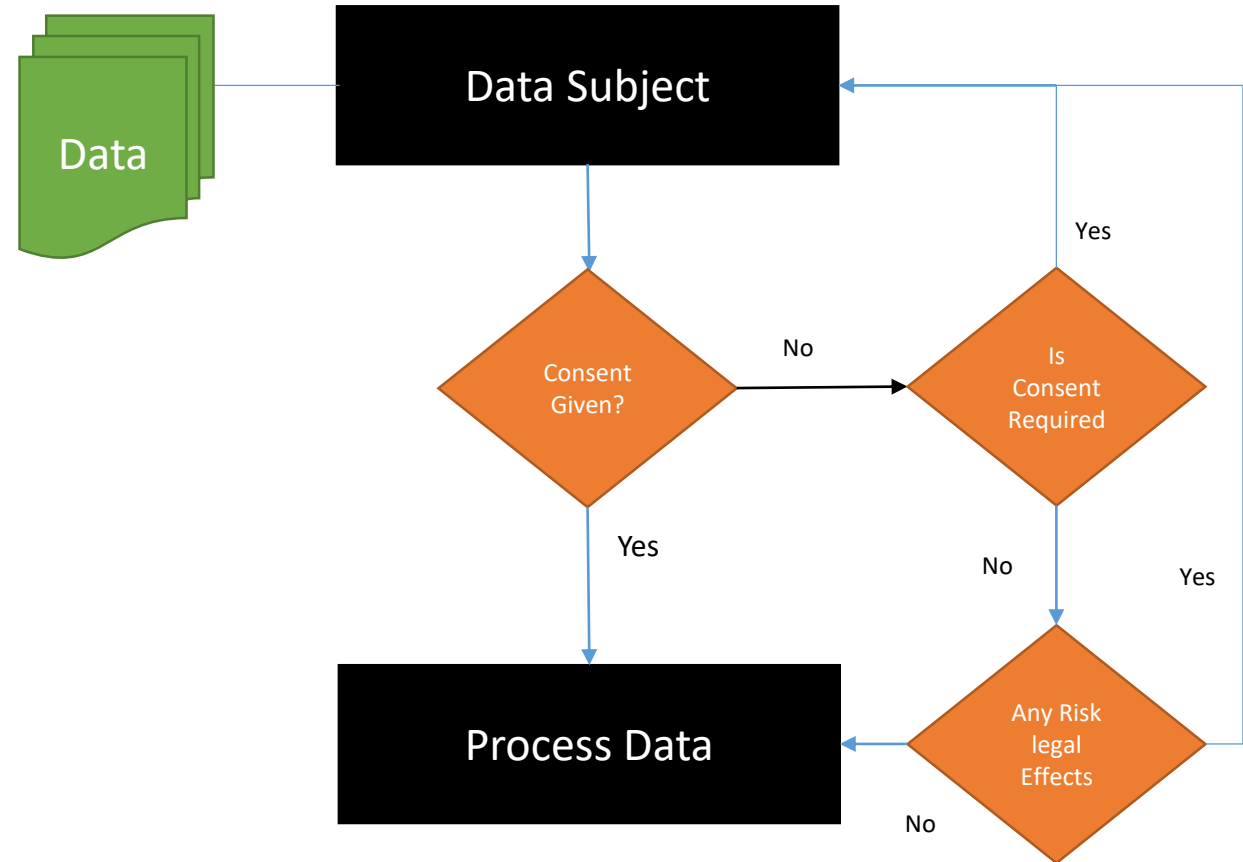 Data Subject
Data
Yes
No
Consent
Given?
Is
Consent
Required
Yes
No
Yes
Process Data
Any Risk
legal
Effects
No